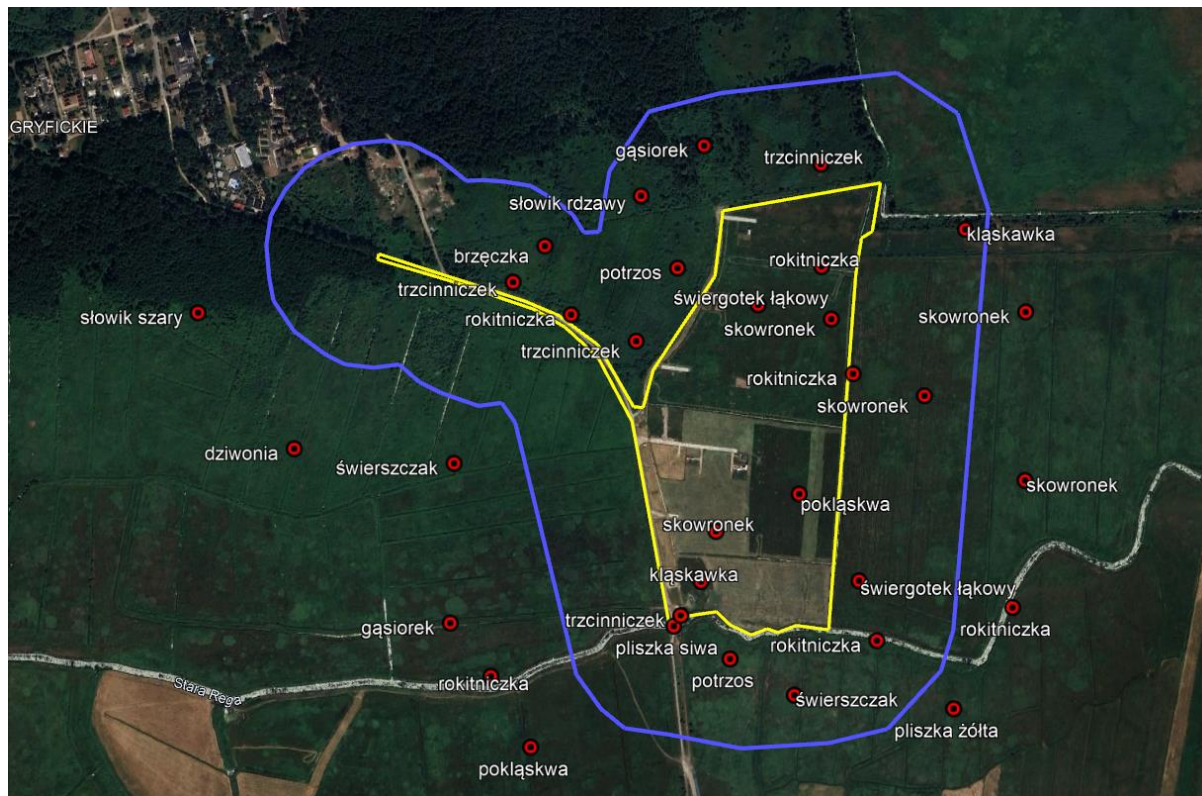 GRYFICKIE
gąsiorek
trzcinniczek
słowik rdzawy
kląskawka
brzęczka
potrzos
rokitniczka
trzcinniczek
świergotek łąkowy
słowik szary
rokitniczka
skowronek
skowronek
trzcinniczek
rokitniczka
skowronek
dziwonia
świerszczak
skowronek
pokląskwa
skowronek
kląskawka
świergotek łąkowy
gąsiorek
trzcinniczek
rokitniczka
pliszka siwa
rokitniczka
potrzos
rokitniczka
Stara Rega
świerszczak
pliszka żółta
pokląskwa